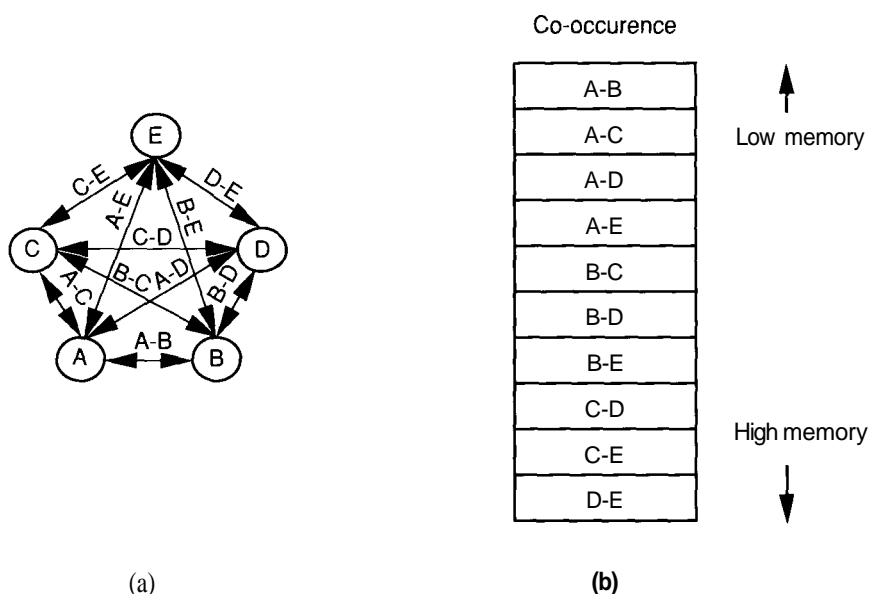 Co-occurence
E
C-E
A-E
B-E
D-E
C
C-D
D
A-C
B-C
A-D
B-D
A
A-B
B
A-B
A-C
A-D
A-E
B-C
B-D
B-E
C-D
C-E
D-E
Low memory
High memory
(a)
(b)